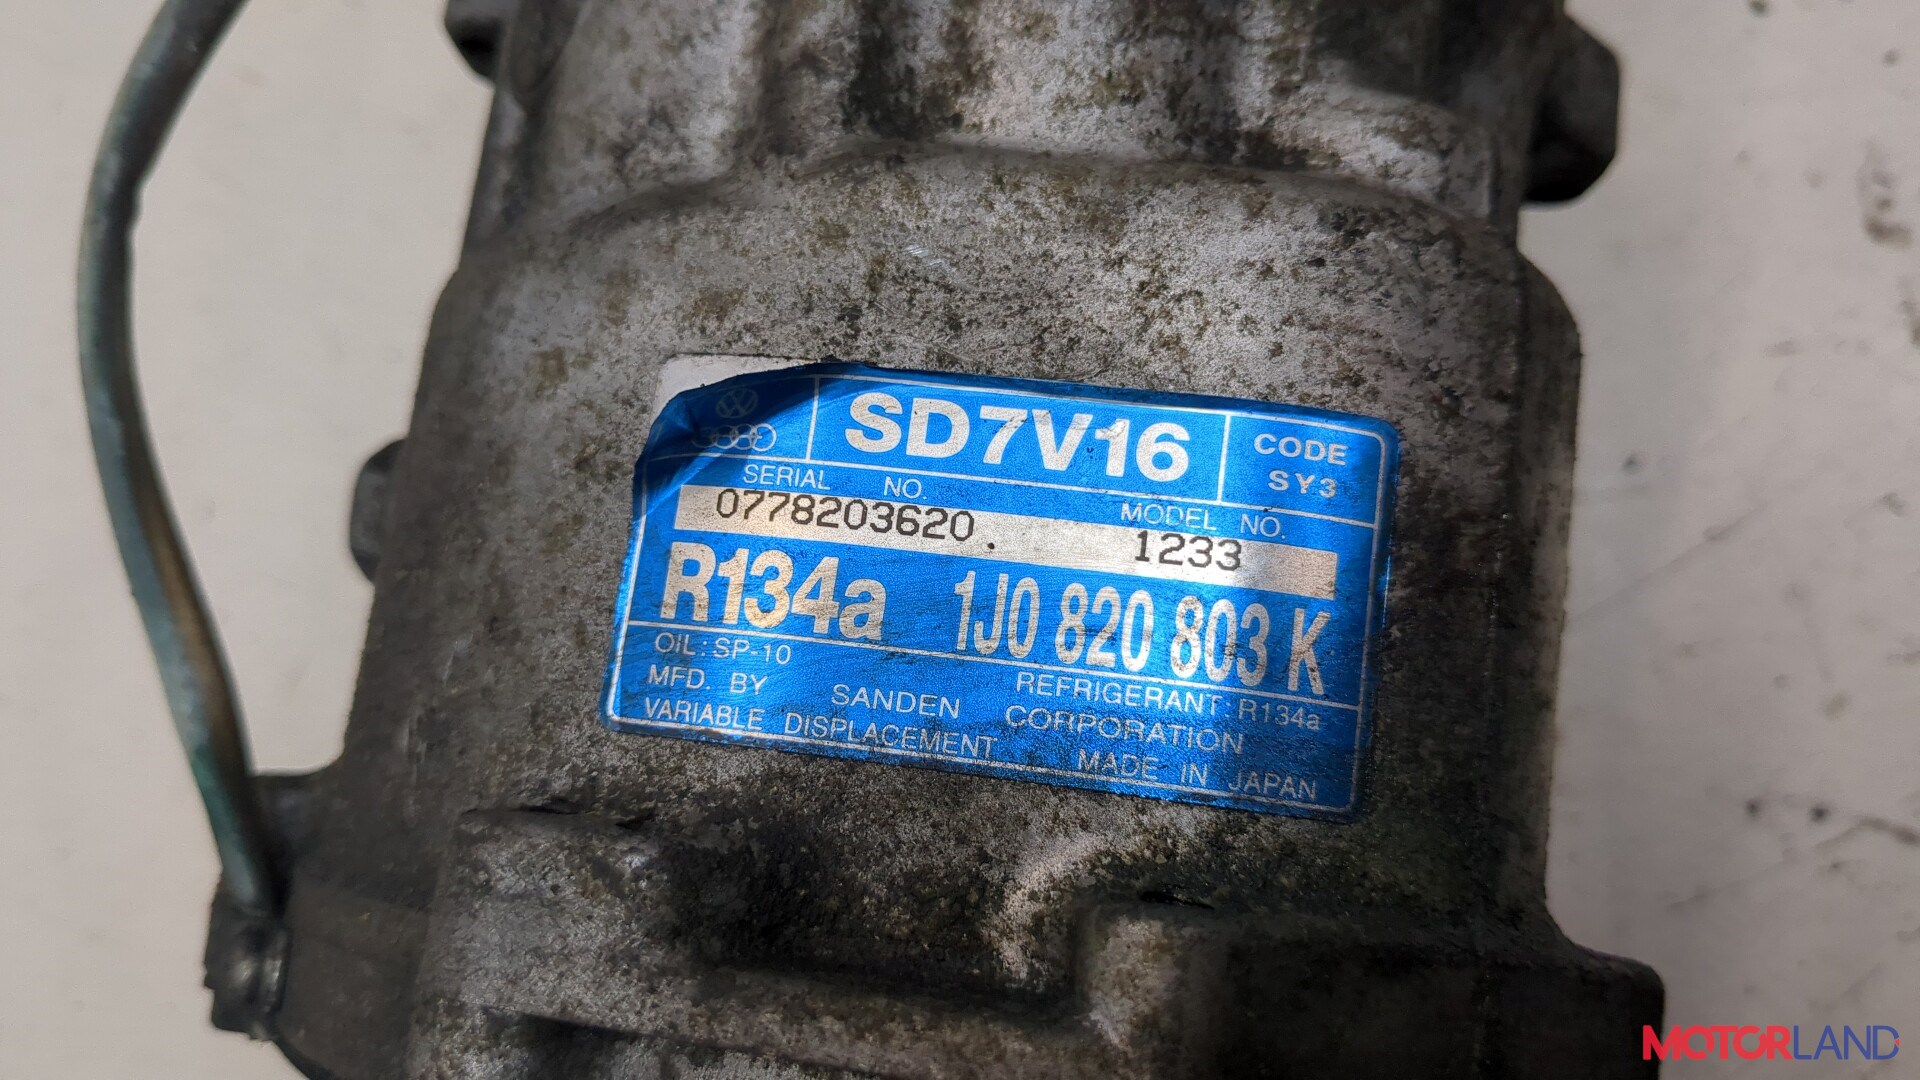 SD7V16
CODE
SY3
SERIAL NO.
MODEL NO.
0778203620. 1233
R134a 1J0 820 803 K
OIL: SP-10
REFRIGERANT: R134a
MFD. BY SANDEN CORPORATION
VARIABLE DISPLACEMENT
MADE IN JAPAN
MOTORLAND